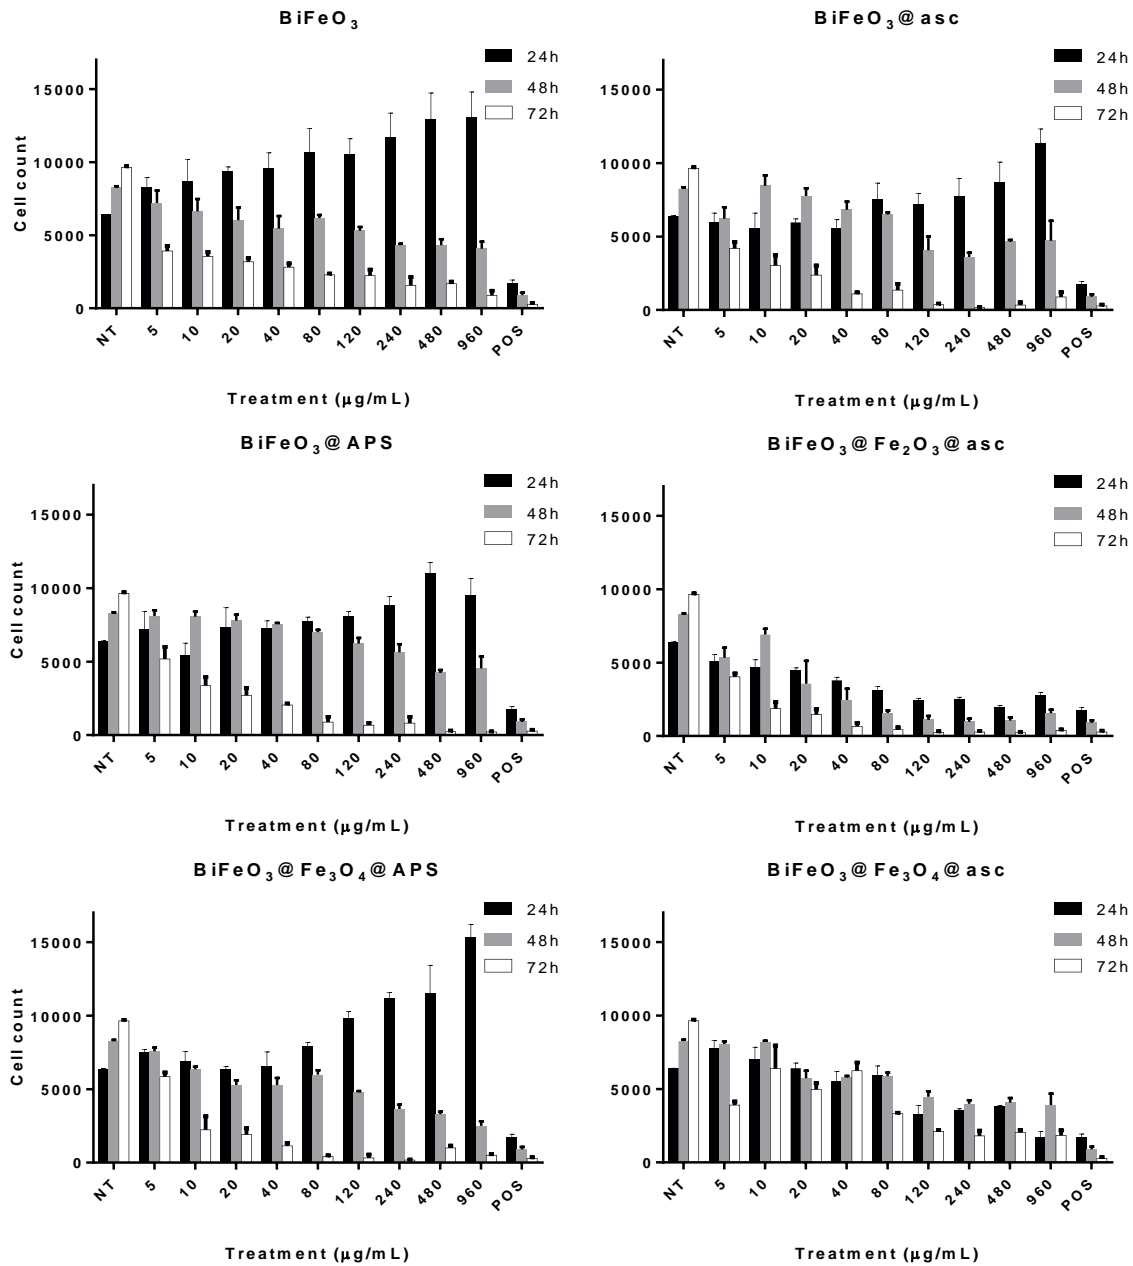 BiFeO3
24h
48h
72h
15000
10000
5000
0
Cell count
NT 5 10 20 40 80 120 240 480 960 POS
Treatment (μg/mL)
BiFeO3@asc
24h
48h
72h
15000
10000
5000
0
NT 5 10 20 40 80 120 240 480 960 POS
Treatment (μg/mL)
BiFeO3@APS
24h
48h
72h
15000
10000
5000
0
Cell count
NT 5 10 20 40 80 120 240 480 960 POS
Treatment (μg/mL)
BiFeO3@Fe2O3@asc
24h
48h
72h
15000
10000
5000
0
NT 5 10 20 40 80 120 240 480 960 POS
Treatment (μg/mL)
BiFeO3@Fe3O4@APS
24h
48h
72h
15000
10000
5000
0
Cell count
NT 5 10 20 40 80 120 240 480 960 POS
Treatment (μg/mL)
BiFeO3@Fe3O4@asc
24h
48h
72h
15000
10000
5000
0
NT 5 10 20 40 80 120 240 480 960 POS
Treatment (μg/mL)